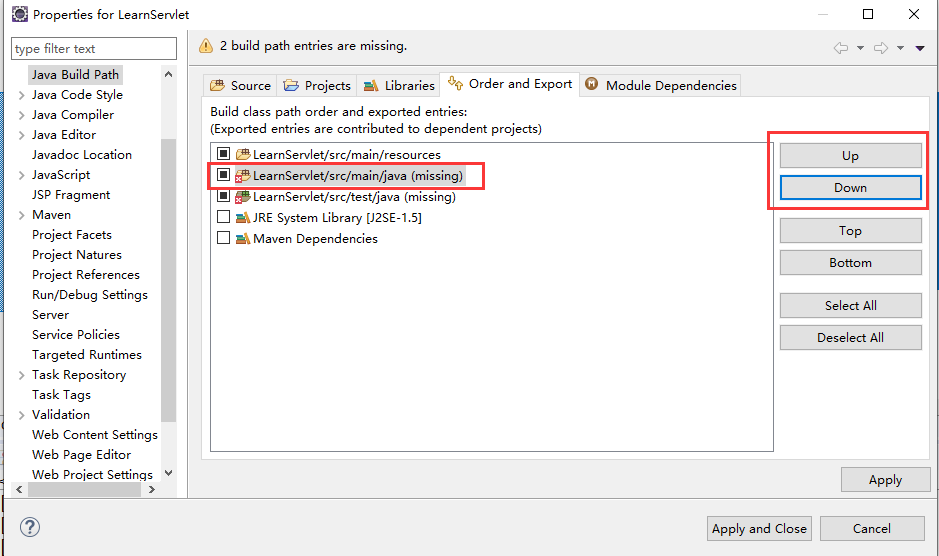 Properties for LearnServlet
type filter text
2 build path entries are missing.
Java Build Path
Java Code Style
Java Compiler
Java Editor
Javadoc Location
JavaScript
JSP Fragment
Maven
Project Facets
Project Natures
Project References
Run/Debug Settings
Server
Service Policies
Targeted Runtimes
Task Repository
Task Tags
Validation
Web Content Settings
Web Page Editor
Web Project Settings
Source Projects Libraries Order and Export Module Dependencies
Build class path order and exported entries:
(Exported entries are contributed to dependent projects)
LearnServlet/src/main/resources
LearnServlet/src/main/java (missing)
LearnServlet/src/test/java (missing)
JRE System Library [J2SE-1.5]
Maven Dependencies
Up
Down
Top
Bottom
Select All
Deselect All
Apply
Apply and Close Cancel